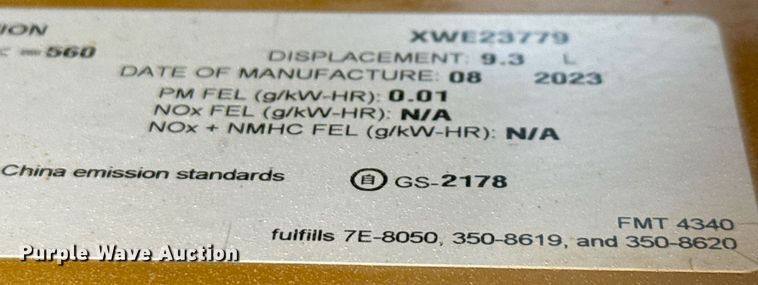 ION
XWE23779
<=560
DISPLACEMENT: 9.3 L
DATE OF MANUFACTURE: 08 2023
PM FEL (g/kW-HR): 0.01
NOx FEL (g/kW-HR): N/A
NOx + NMHC FEL (g/kW-HR): N/A
China emission standards
自 GS-2178
FMT 4340
fulfills 7E-8050, 350-8619, and 350-8620
Purple Wave Auction